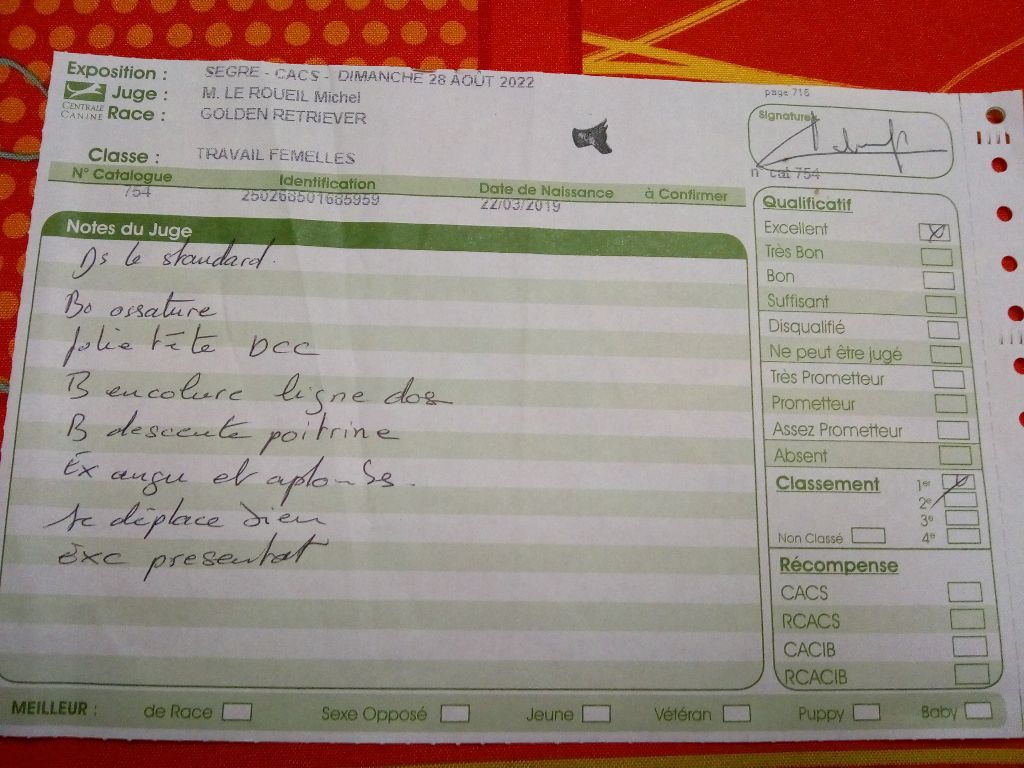 Exposition : SEGRE - CACS - DIMANCHE 28 AOÛT 2022
Juge : M. LE ROUEIL Michel
CENTRALE CANINE
Race : GOLDEN RETRIEVER
Classe : TRAVAIL FEMELLES
N° Catalogue Identification Date de Naissance à Confirmer
754 250268501685959 22/03/2019
Notes du Juge
Ds le standard.
Bo ossature
jolie tête DCC
B encolure ligne dos
B descente poitrine
Ex angu et aplombs.
se déplace bien
Exc presentat
page 716
Signature
n° cat 754
Qualificatif
Excellent
Très Bon
Bon
Suffisant
Disqualifié
Ne peut être jugé
Très Prometteur
Prometteur
Assez Prometteur
Absent
Classement 1er
2e
3e
Non Classé 4e
Récompense
CACS
RCACS
CACIB
RCACIB
MEILLEUR : de Race Sexe Opposé Jeune Vétéran Puppy Baby